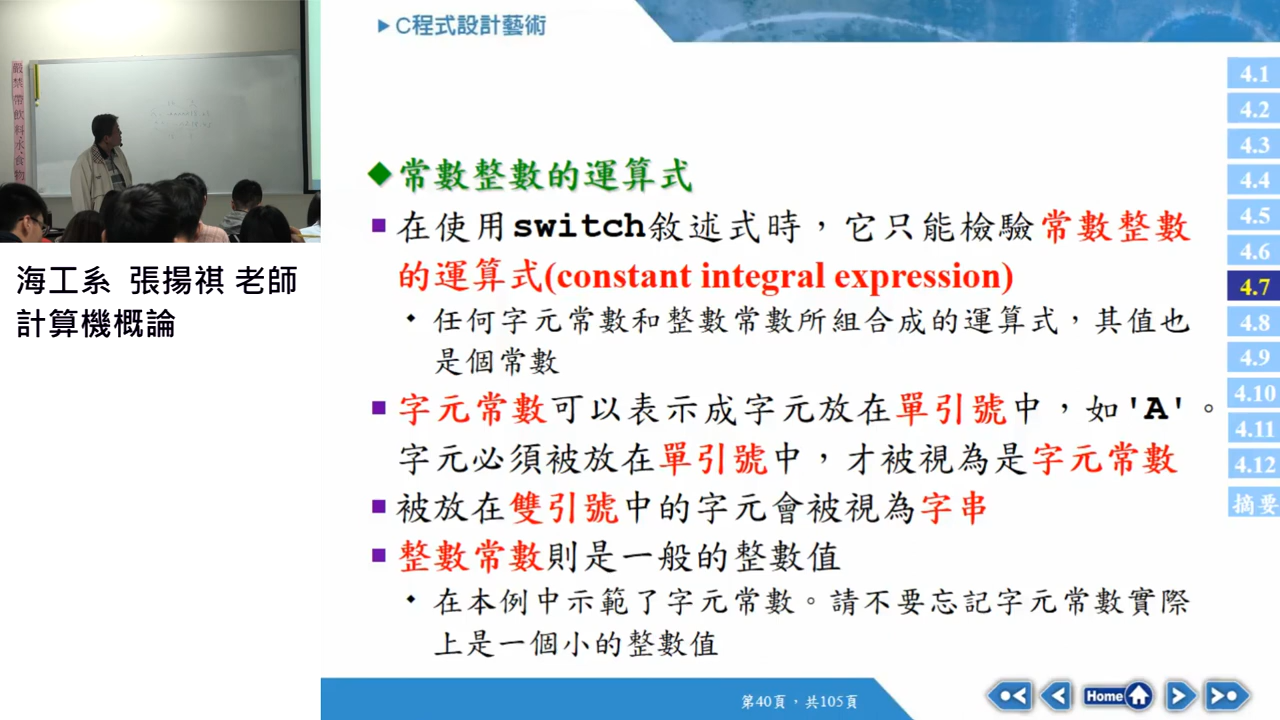 嚴禁帶飲料水食物
海工系 張揚祺 老師
計算機概論
C程式設計藝術
常數整數的運算式
在使用switch敘述式時，它只能檢驗常數整數
的運算式(constant integral expression)
任何字元常數和整數常數所組合成的運算式，其值也
是個常數
字元常數可以表示成字元放在單引號中，如'A'。
字元必須被放在單引號中，才被視為是字元常數
被放在雙引號中的字元會被視為字串
整數常數則是一般的整數值
在本例中示範了字元常數。請不要忘記字元常數實際
上是一個小的整數值
4.1
4.2
4.3
4.4
4.5
4.6
4.7
4.8
4.9
4.10
4.11
4.12
摘要
第40頁，共105頁
Home